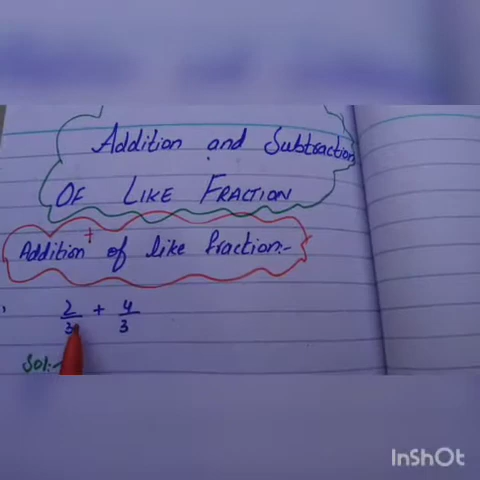 Addition and Subtraction
OF LIKE FRACTION
Addition + of like fraction:-
2/3 + 4/3
Sol:-
InShOt